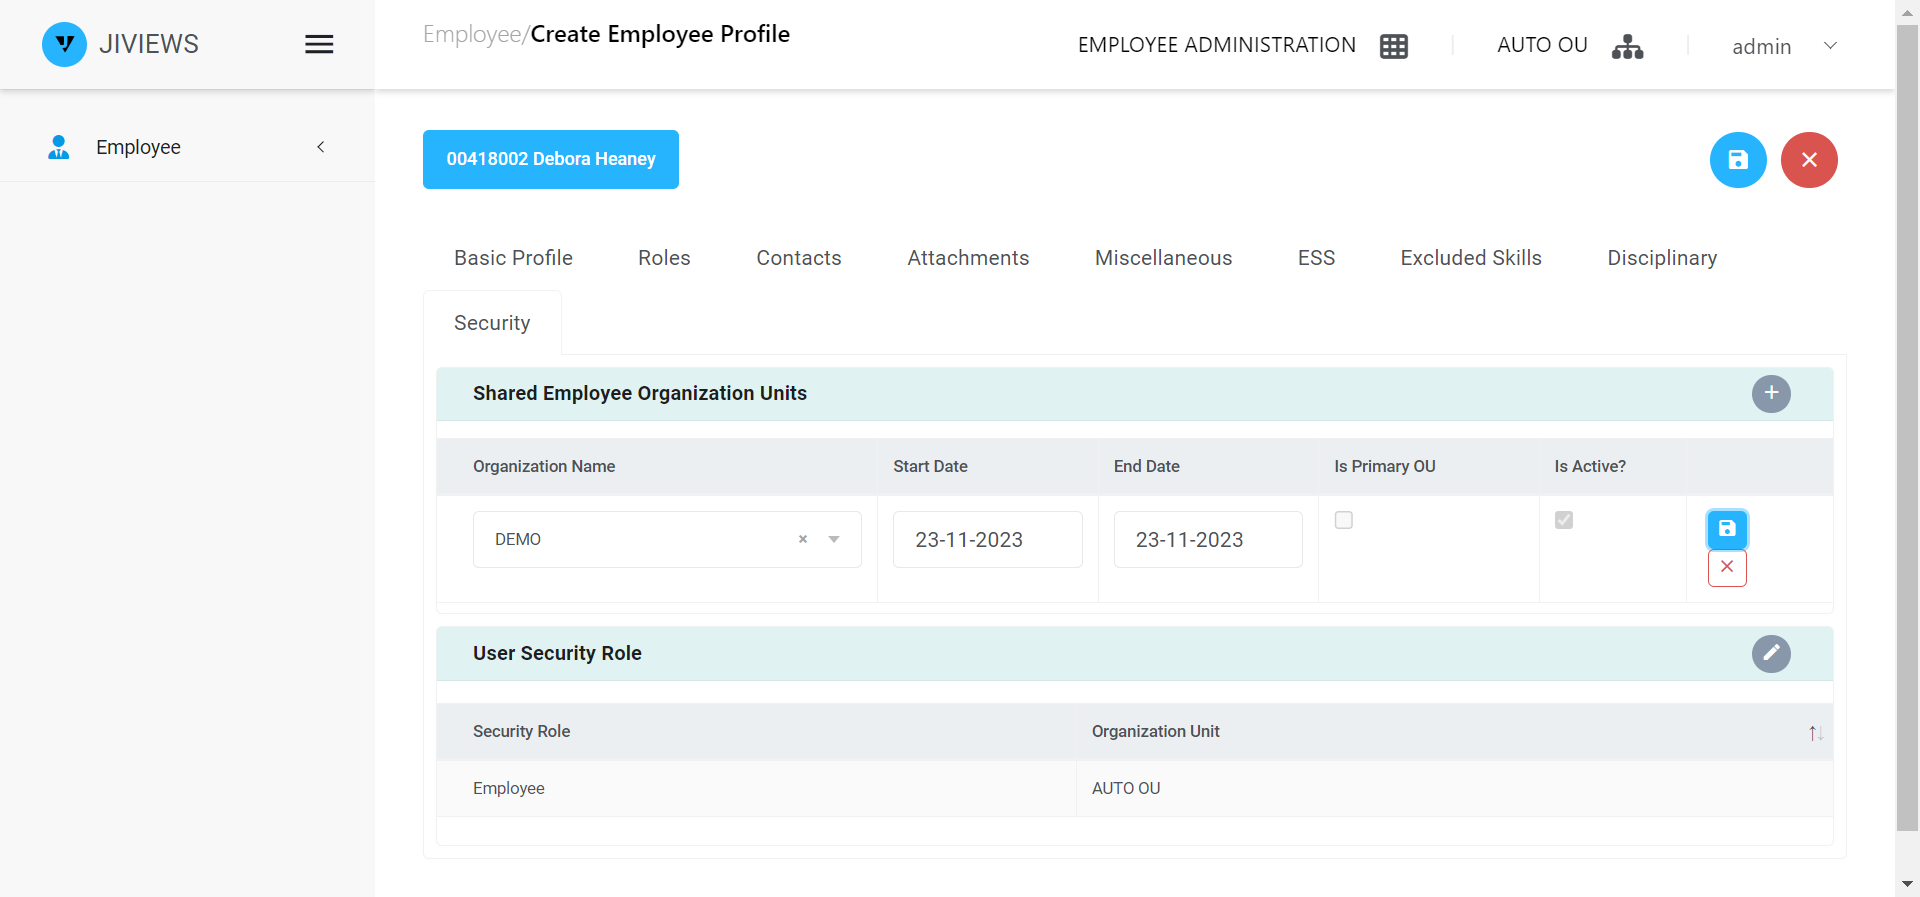 JIVIEWS
Employee/Create Employee Profile
EMPLOYEE ADMINISTRATION
AUTO OU
admin
Employee
00418002 Debora Heaney
Basic Profile
Roles
Contacts
Attachments
Miscellaneous
ESS
Excluded Skills
Disciplinary
Security
Shared Employee Organization Units
Organization Name
Start Date
End Date
Is Primary OU
Is Active?
DEMO
23-11-2023
23-11-2023
User Security Role
Security Role
Organization Unit
Employee
AUTO OU